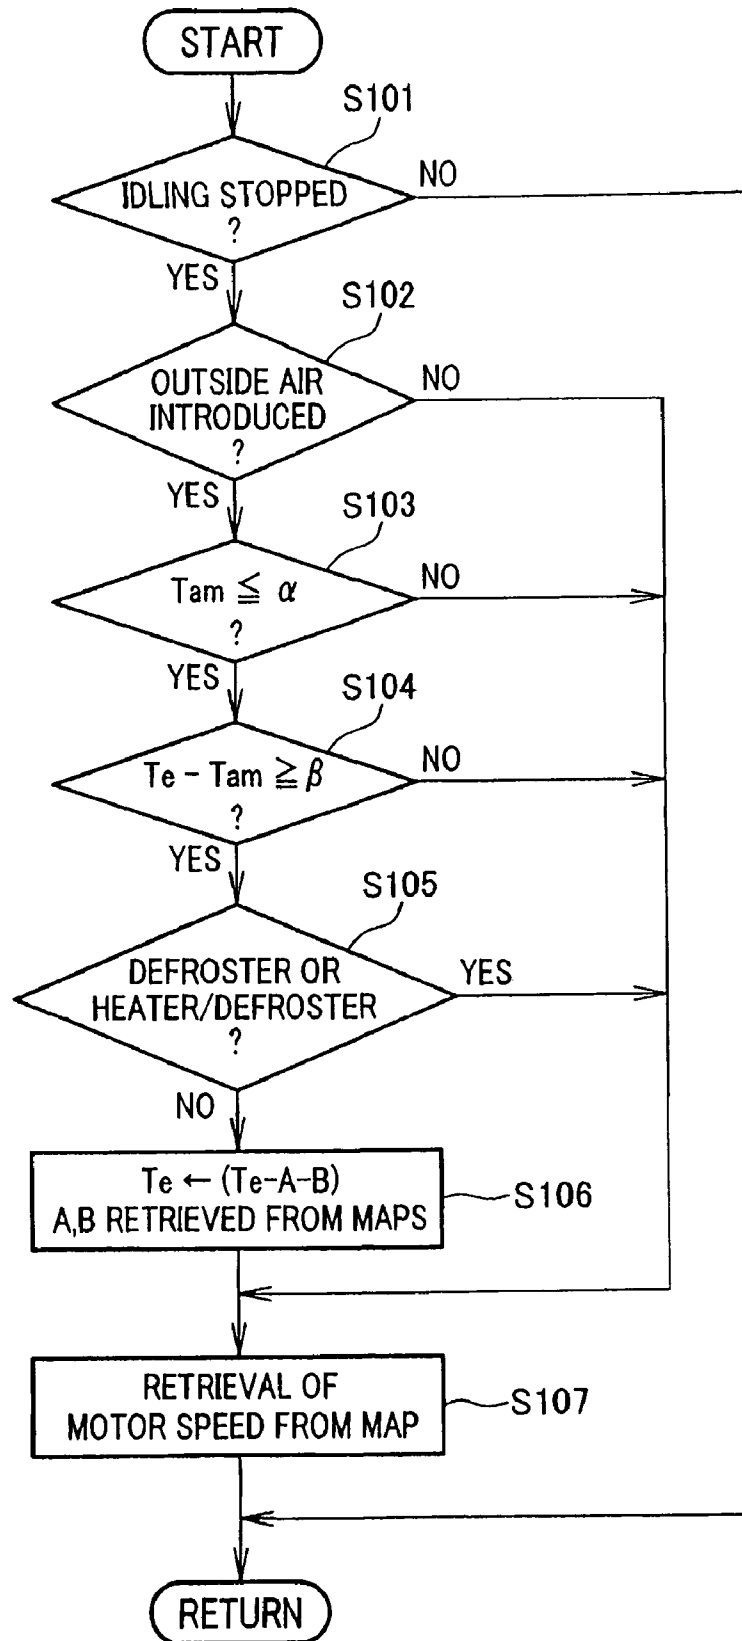 START
S101
IDLING STOPPED
?
NO
YES
S102
OUTSIDE AIR
INTRODUCED
?
NO
YES
S103
Tam ≦ α
?
NO
YES
S104
Te - Tam ≧ β
?
NO
YES
S105
DEFROSTER OR
HEATER/DEFROSTER
?
YES
NO
Te ← (Te-A-B)
A,B RETRIEVED FROM MAPS
S106
RETRIEVAL OF
MOTOR SPEED FROM MAP
S107
RETURN